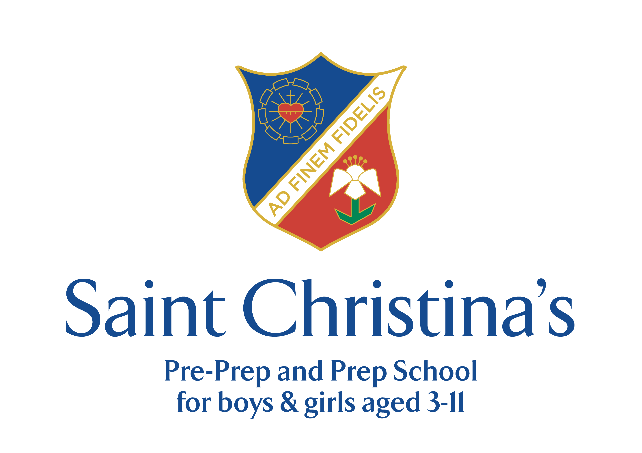 AD FINEM FIDELIS
Saint Christina's
Pre-Prep and Prep School
for boys & girls aged 3-11